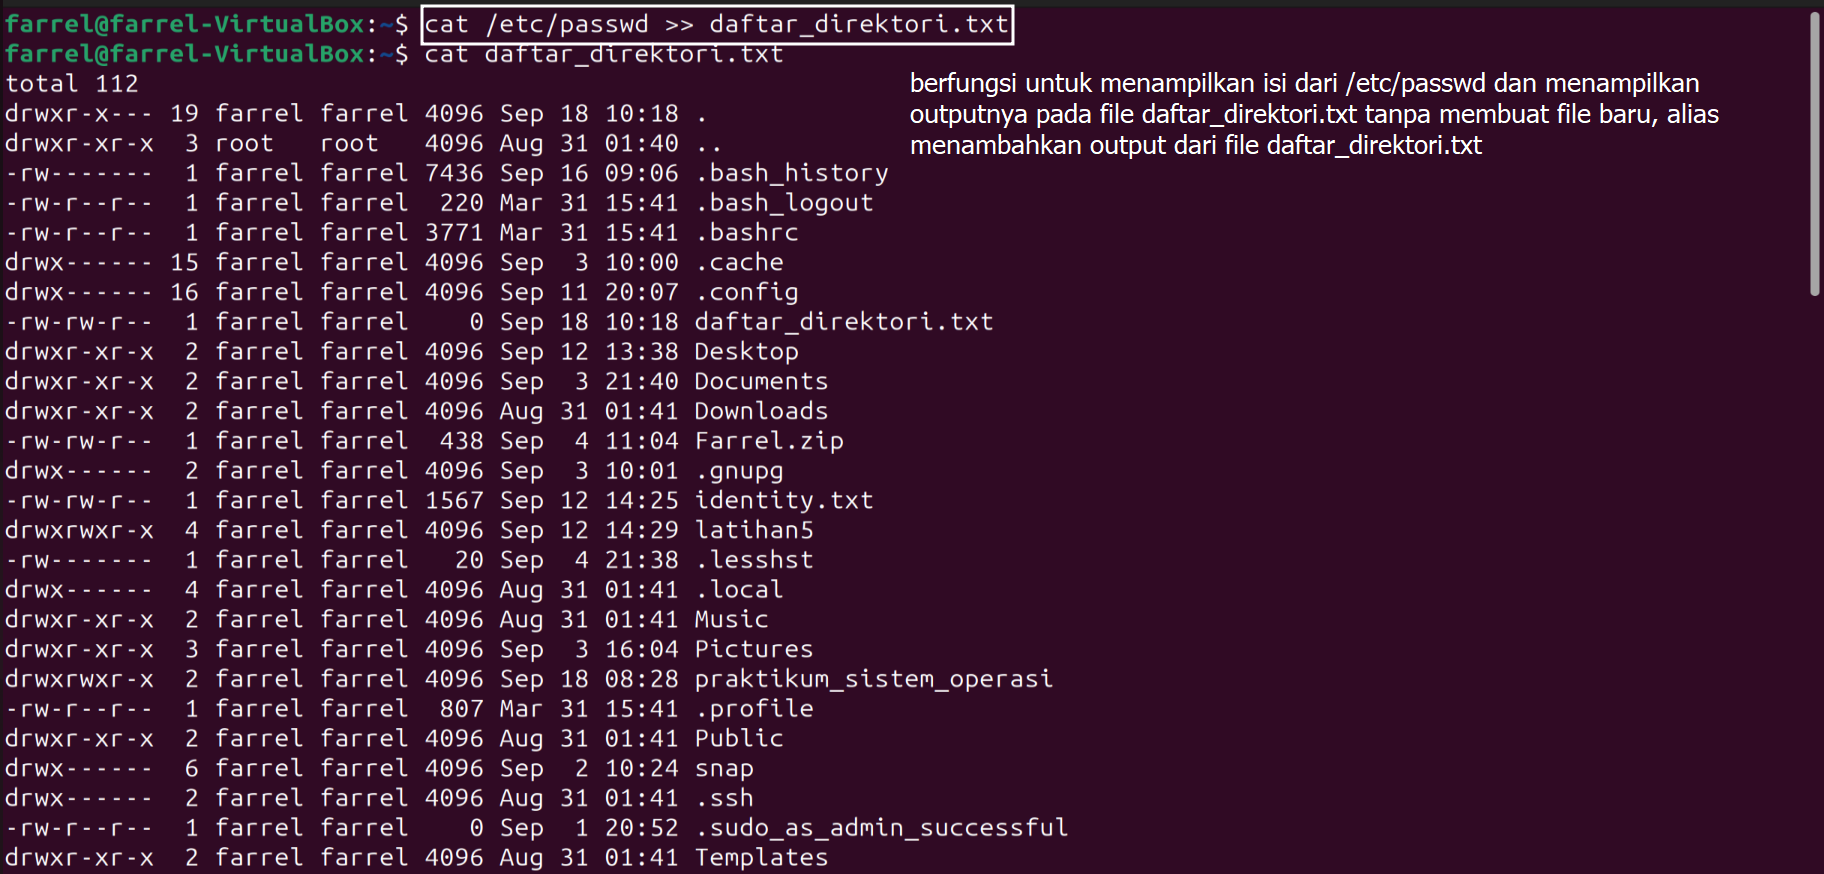 farrel@farrel-VirtualBox:~$ cat /etc/passwd >> daftar_direktori.txt
farrel@farrel-VirtualBox:~$ cat daftar_direktori.txt
total 112
berfungsi untuk menampilkan isi dari /etc/passwd dan menampilkan
outputnya pada file daftar_direktori.txt tanpa membuat file baru, alias
menambahkan output dari file daftar_direktori.txt
drwxr-x--- 19 farrel farrel 4096 Sep 18 10:18 .
drwxr-xr-x  3 root   root   4096 Aug 31 01:40 ..
-rw-------  1 farrel farrel 7436 Sep 16 09:06 .bash_history
-rw-r--r--  1 farrel farrel  220 Mar 31 15:41 .bash_logout
-rw-r--r--  1 farrel farrel 3771 Mar 31 15:41 .bashrc
drwx------ 15 farrel farrel 4096 Sep  3 10:00 .cache
drwx------ 16 farrel farrel 4096 Sep 11 20:07 .config
-rw-rw-r--  1 farrel farrel    0 Sep 18 10:18 daftar_direktori.txt
drwxr-xr-x  2 farrel farrel 4096 Sep 12 13:38 Desktop
drwxr-xr-x  2 farrel farrel 4096 Sep  3 21:40 Documents
drwxr-xr-x  2 farrel farrel 4096 Aug 31 01:41 Downloads
-rw-rw-r--  1 farrel farrel  438 Sep  4 11:04 Farrel.zip
drwx------  2 farrel farrel 4096 Sep  3 10:01 .gnupg
-rw-rw-r--  1 farrel farrel 1567 Sep 12 14:25 identity.txt
drwxrwxr-x  4 farrel farrel 4096 Sep 12 14:29 latihan5
-rw-------  1 farrel farrel   20 Sep  4 21:38 .lesshst
drwx------  4 farrel farrel 4096 Aug 31 01:41 .local
drwxr-xr-x  2 farrel farrel 4096 Aug 31 01:41 Music
drwxr-xr-x  3 farrel farrel 4096 Sep  3 16:04 Pictures
drwxrwxr-x  2 farrel farrel 4096 Sep 18 08:28 praktikum_sistem_operasi
-rw-r--r--  1 farrel farrel  807 Mar 31 15:41 .profile
drwxr-xr-x  2 farrel farrel 4096 Aug 31 01:41 Public
drwx------  6 farrel farrel 4096 Sep  2 10:24 snap
drwx------  2 farrel farrel 4096 Aug 31 01:41 .ssh
-rw-r--r--  1 farrel farrel    0 Sep  1 20:52 .sudo_as_admin_successful
drwxr-xr-x  2 farrel farrel 4096 Aug 31 01:41 Templates